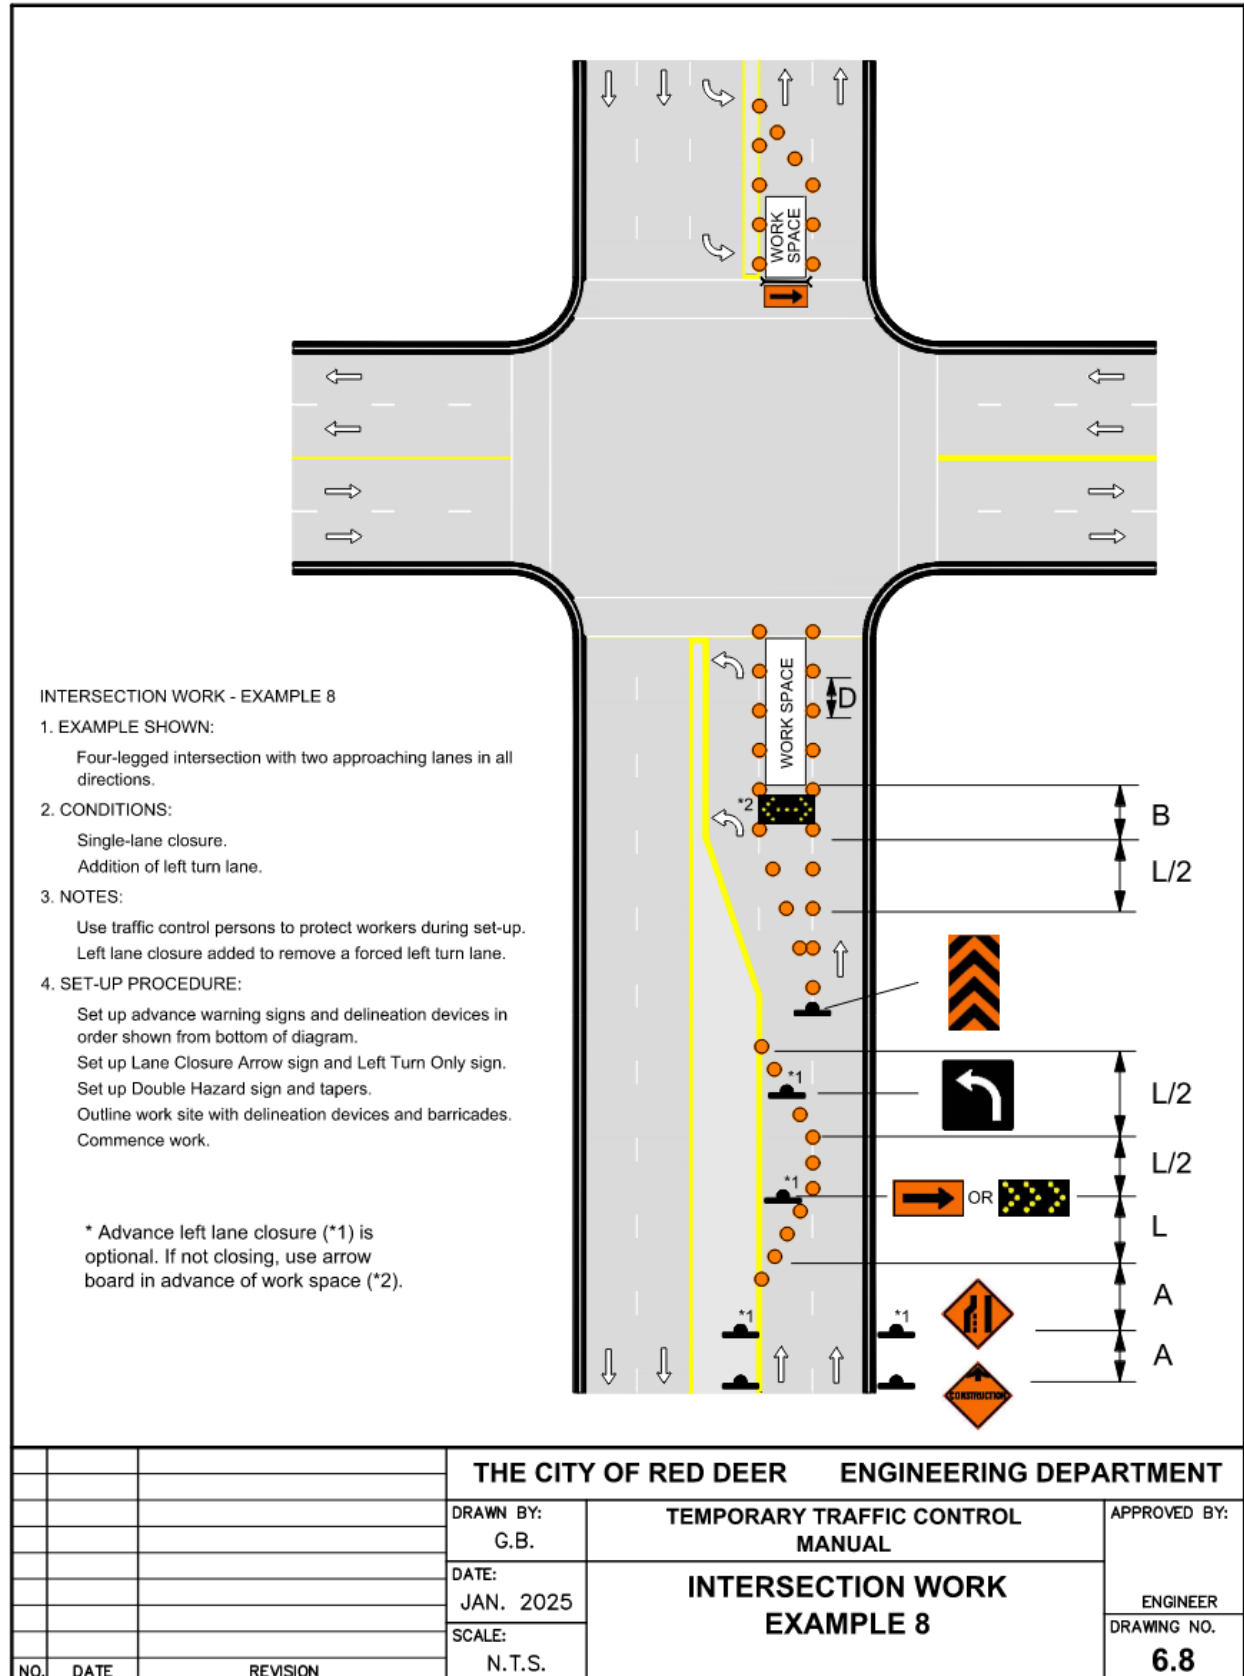 WORK
SPACE
INTERSECTION WORK - EXAMPLE 8
1. EXAMPLE SHOWN:
Four-legged intersection with two approaching lanes in all
directions.
2. CONDITIONS:
Single-lane closure.
Addition of left turn lane.
3. NOTES:
Use traffic control persons to protect workers during set-up.
Left lane closure added to remove a forced left turn lane.
4. SET-UP PROCEDURE:
Set up advance warning signs and delineation devices in
order shown from bottom of diagram.
Set up Lane Closure Arrow sign and Left Turn Only sign.
Set up Double Hazard sign and tapers.
Outline work site with delineation devices and barricades.
Commence work.
* Advance left lane closure (*1) is
optional. If not closing, use arrow
board in advance of work space (*2).
WORK SPACE
D
*2
B
L/2
*1
L/2
L/2
*1
OR
L
A
*1
*1
A
CONSTRUCTION
THE CITY OF RED DEER ENGINEERING DEPARTMENT
DRAWN BY:
G.B.
TEMPORARY TRAFFIC CONTROL
MANUAL
APPROVED BY:
ENGINEER
DATE:
JAN. 2025
INTERSECTION WORK
EXAMPLE 8
SCALE:
N.T.S.
DRAWING NO.
6.8
NO. DATE REVISION